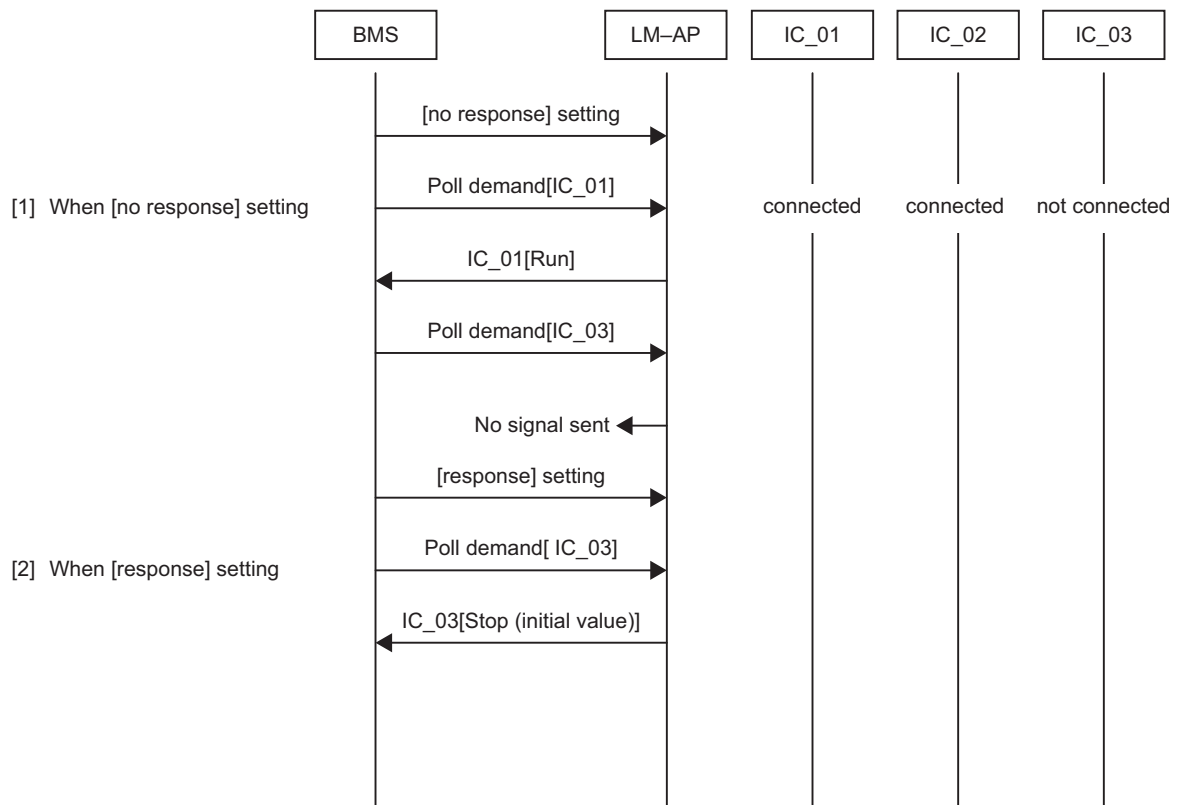 BMS LM–AP IC_01 IC_02 IC_03
[no response] setting
Poll demand[IC_01]
[1] When [no response] setting connected connected not connected
IC_01[Run]
Poll demand[IC_03]
No signal sent
[response] setting
Poll demand[ IC_03]
[2] When [response] setting
IC_03[Stop (initial value)]